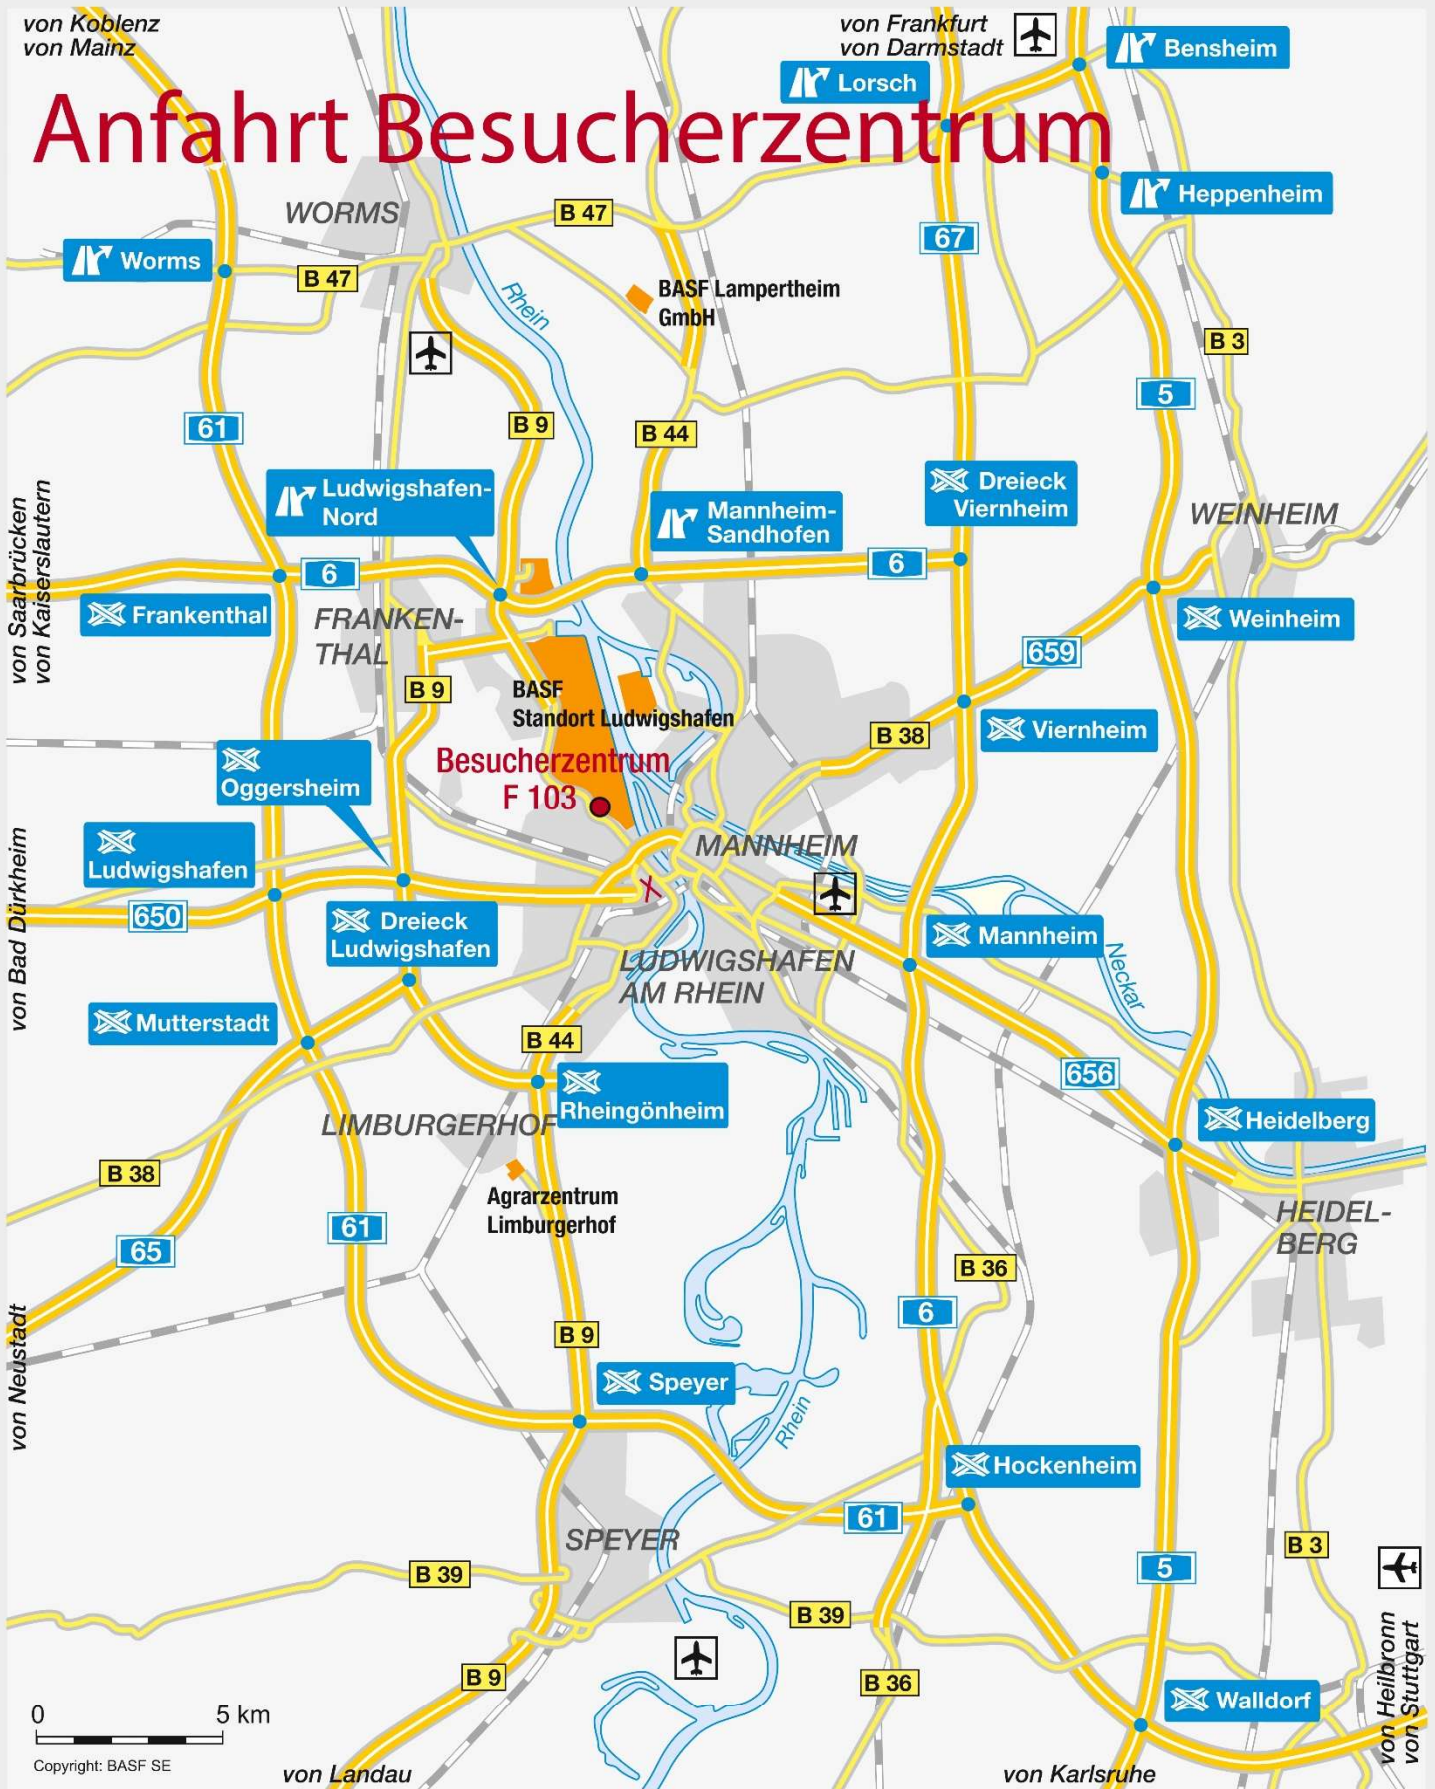 von Koblenz
von Mainz
von Frankfurt
von Darmstadt
Bensheim
Lorsch
Anfahrt Besucherzentrum
Heppenheim
WORMS
B 47
67
Worms
B 47
BASF Lampertheim
GmbH
Rhein
B 3
5
61
B 9
B 44
Ludwigshafen-
Nord
Dreieck
Viernheim
Mannheim-
Sandhofen
WEINHEIM
von Saarbrücken
von Kaiserslautern
6
6
Frankenthal
FRANKEN-
THAL
Weinheim
659
B 9
BASF
Standort Ludwigshafen
Viernheim
B 38
Besucherzentrum
F 103
Oggersheim
MANNHEIM
Ludwigshafen
von Bad Dürkheim
650
Dreieck
Ludwigshafen
Mannheim
LUDWIGSHAFEN
AM RHEIN
Neckar
Mutterstadt
B 44
656
Rheingönheim
LIMBURGERHOF
Heidelberg
B 38
Agrarzentrum
Limburgerhof
HEIDEL-
BERG
61
65
B 36
6
B 9
von Neustadt
Speyer
Rhein
Hockenheim
61
SPEYER
B 3
B 39
5
B 39
von Heilbronn
von Stuttgart
B 9
B 36
Walldorf
0 5 km
Copyright: BASF SE
von Landau
von Karlsruhe